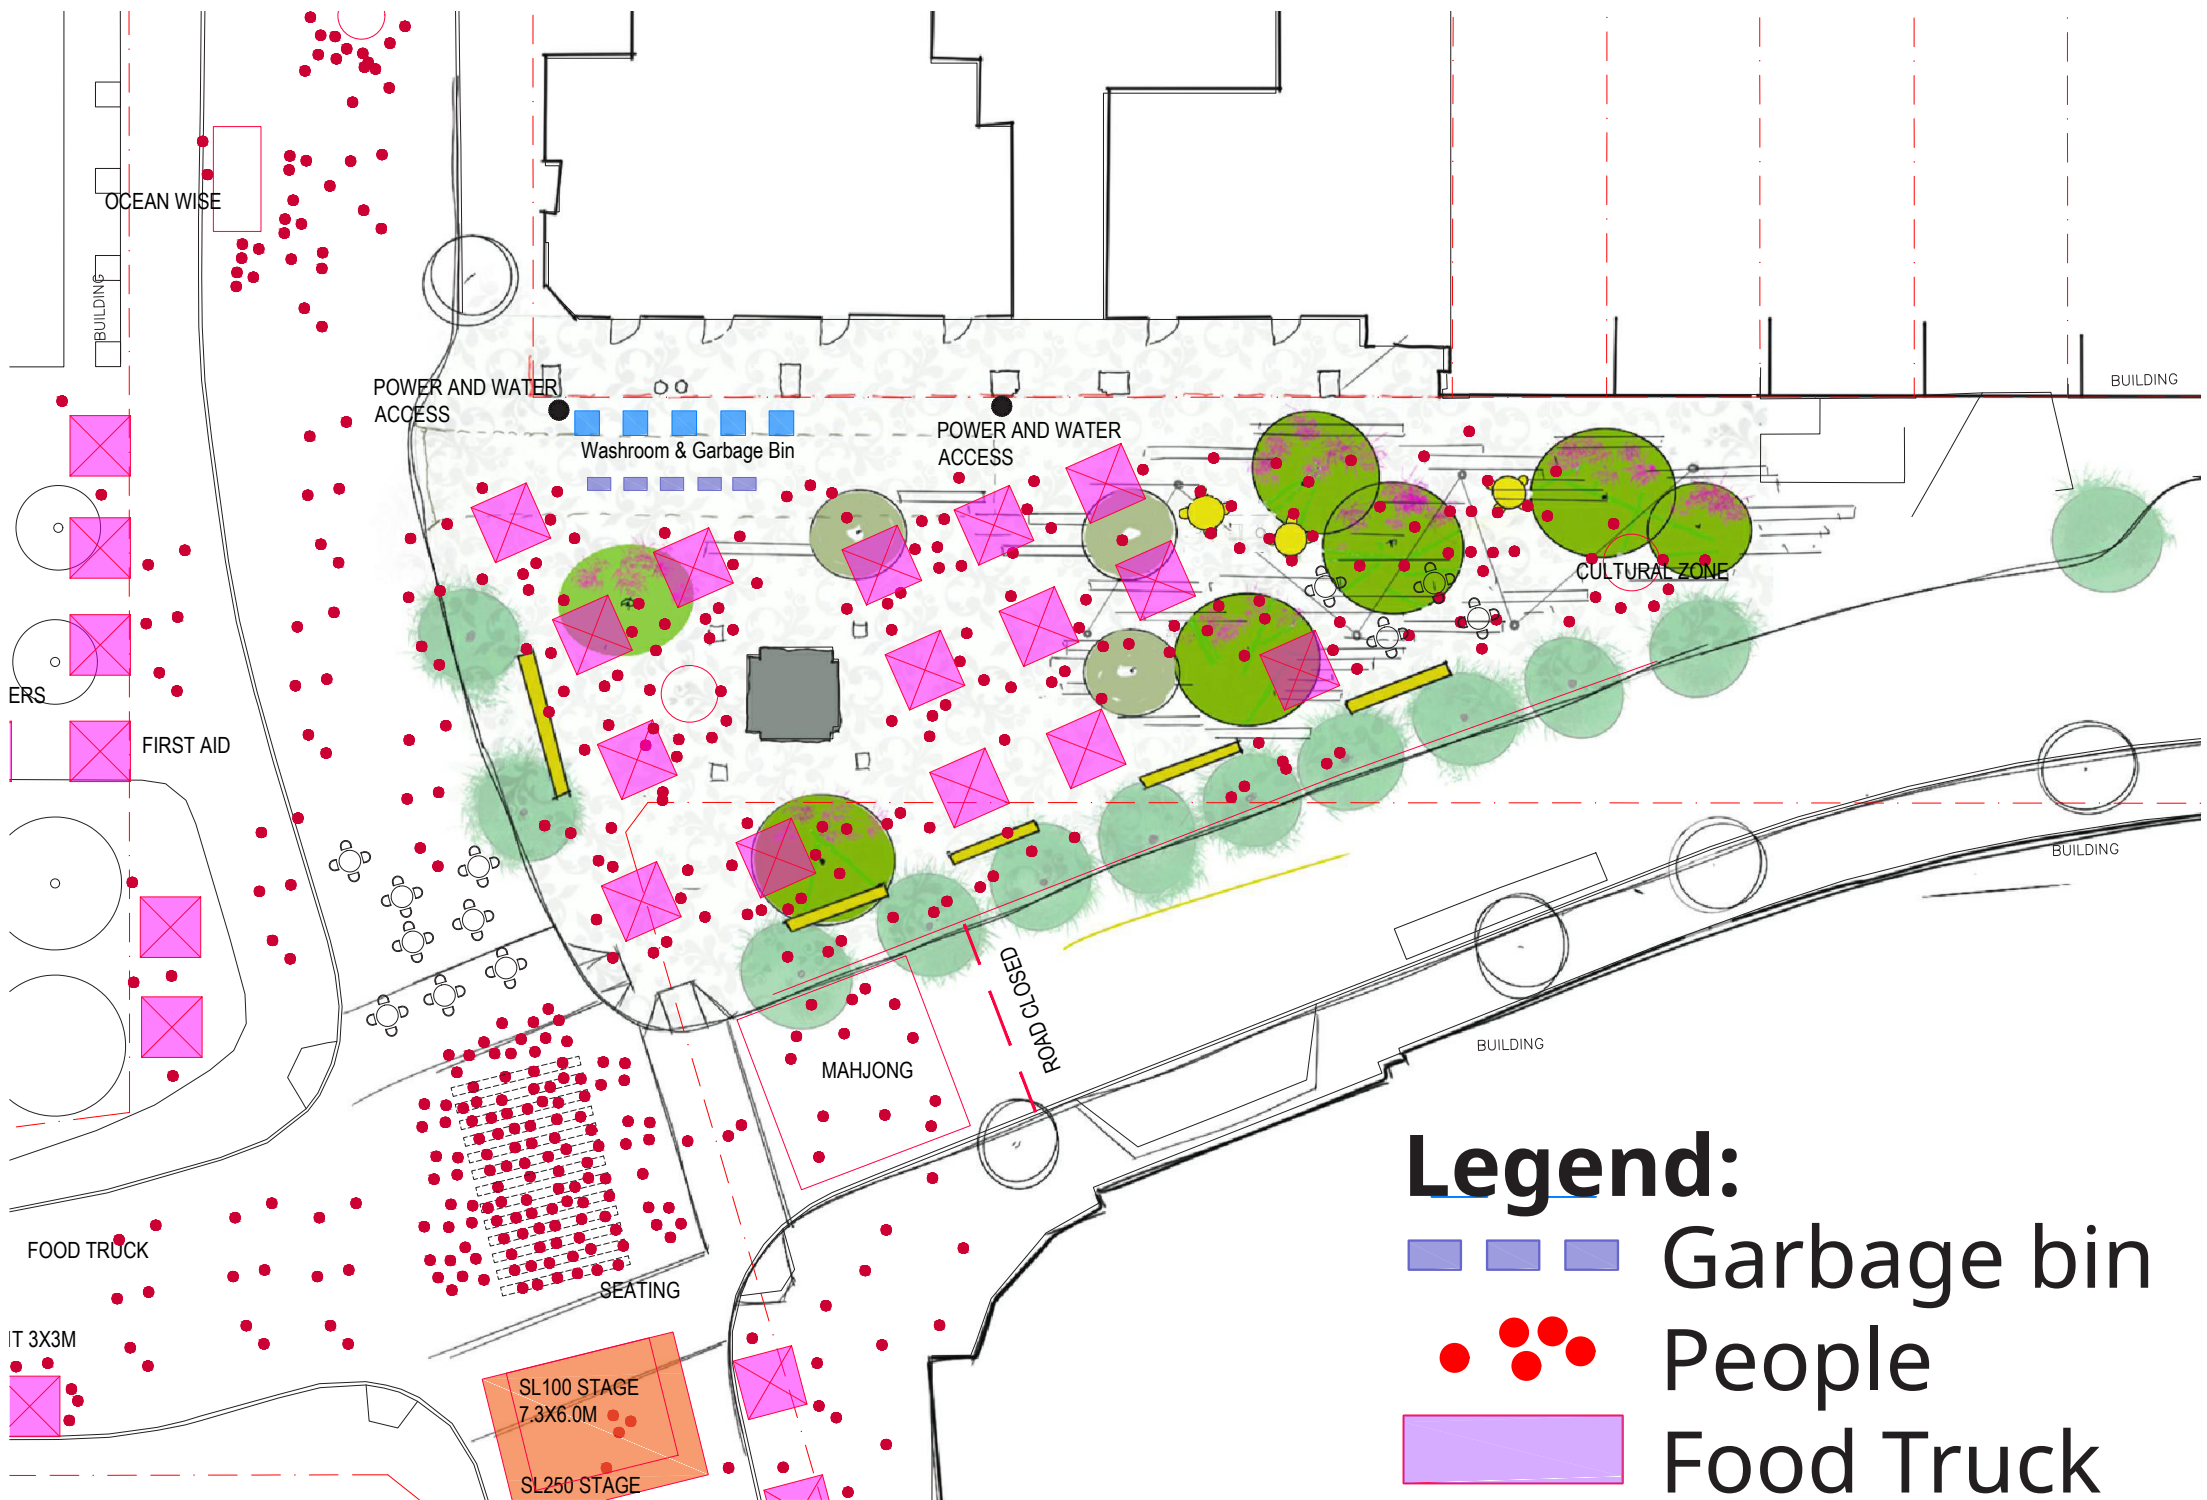 OCEAN WISE
BUILDING
POWER AND WATER
ACCESS
BUILDING
Washroom & Garbage Bin
POWER AND WATER
ACCESS
CULTURAL ZONE
ERS
FIRST AID
BUILDING
ROAD CLOSED
BUILDING
MAHJONG
FOOD TRUCK
SEATING
IT 3X3M
SL100 STAGE
7.3X6.0M
SL250 STAGE
Legend:
Garbage bin
People
Food Truck